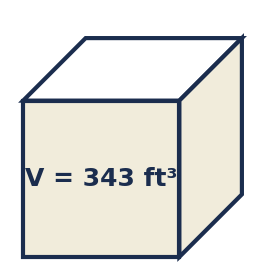 V = 343 ft³